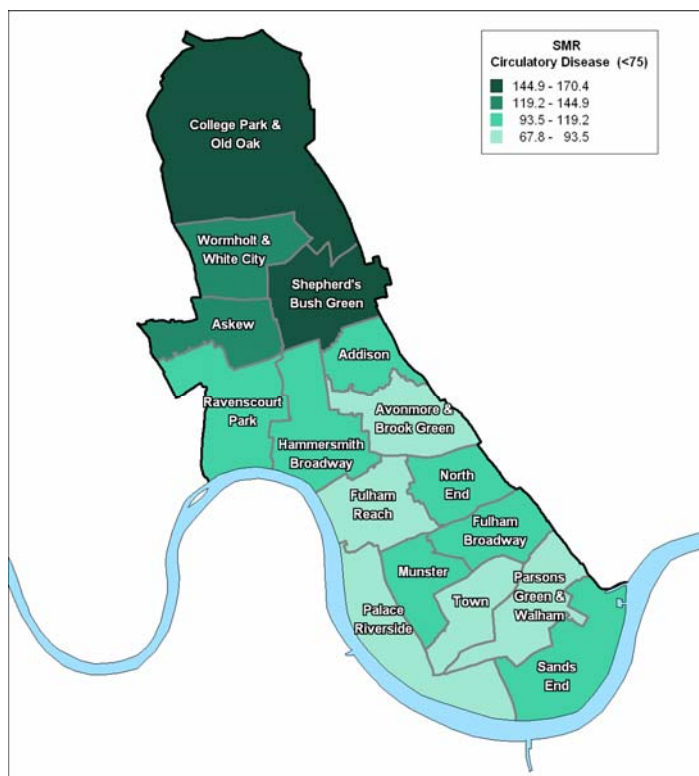 SMR
Circulatory Disease (<75)
144.9 - 170.4
119.2 - 144.9
93.5 - 119.2
67.8 - 93.5
College Park &
Old Oak
Wormholt &
White City
Shepherd's
Bush Green
Askew
Addison
Ravenscourt
Park
Avonmore &
Brook Green
Hammersmith
Broadway
North
End
Fulham
Reach
Fulham
Broadway
Munster
Parsons
Green &
Walham
Town
Palace
Riverside
Sands
End